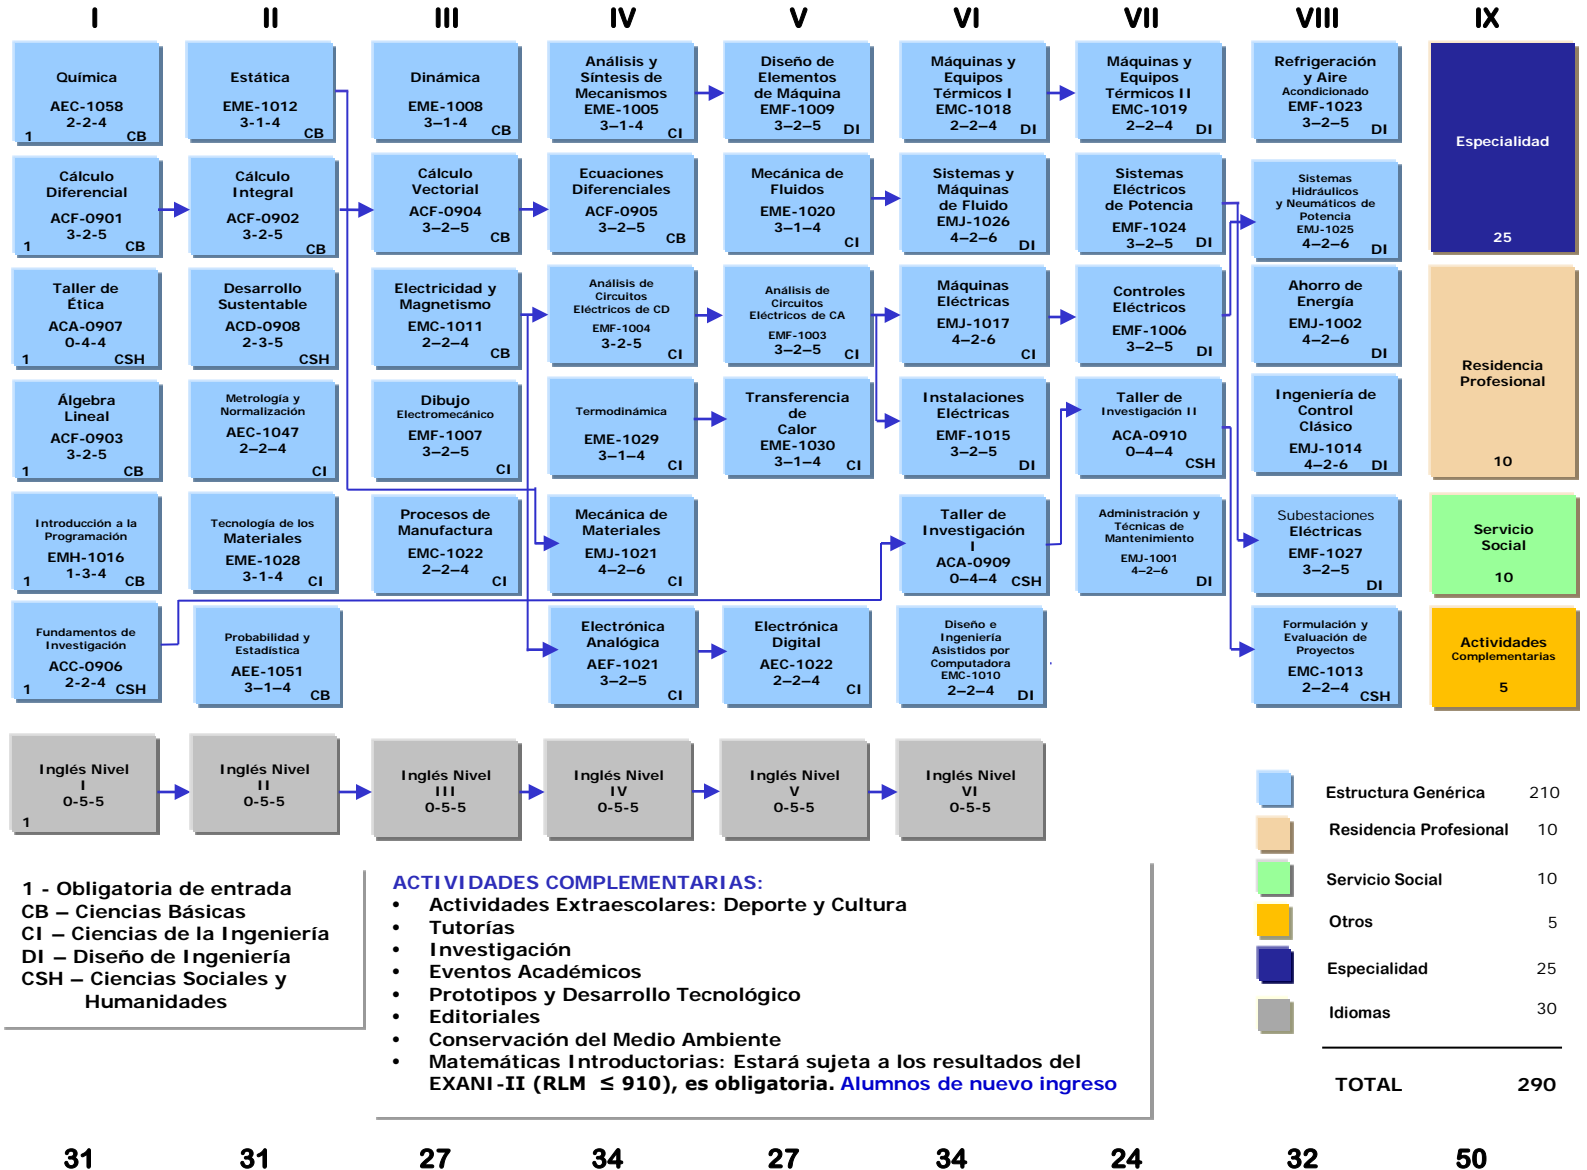 I II III IV V VI VII VIII IX
Química
AEC-1058
2-2-4
1 CB
Estática
EME-1012
3-1-4
CB
Dinámica
EME-1008
3–1-4
CB
Análisis y
Síntesis de
Mecanismos
EME-1005
3–1-4
CI
Diseño de
Elementos
de Máquina
EMF-1009
3–2–5 DI
Máquinas y
Equipos
Térmicos I
EMC-1018
2–2–4 DI
Máquinas y
Equipos
Térmicos II
EMC-1019
2–2–4 DI
Refrigeración
y Aire
Acondicionado
EMF-1023
3–2–5 DI
Especialidad
25
Cálculo
Diferencial
ACF-0901
3-2-5
1 CB
Cálculo
Integral
ACF-0902
3-2-5
CB
Cálculo
Vectorial
ACF-0904
3–2–5
CB
Ecuaciones
Diferenciales
ACF-0905
3–2–5
CB
Mecánica de
Fluidos
EME-1020
3–1–4
CI
Sistemas y
Máquinas
de Fluido
EMJ-1026
4–2–6 DI
Sistemas
Eléctricos
de Potencia
EMF-1024
3–2–5 DI
Sistemas
Hidráulicos
y Neumáticos de
Potencia
EMJ-1025
4–2–6 DI
Taller de
Ética
ACA-0907
0-4-4
1 CSH
Desarrollo
Sustentable
ACD-0908
2-3-5
CSH
Electricidad y
Magnetismo
EMC-1011
2–2–4
CB
Análisis de
Circuitos
Eléctricos de CD
EMF-1004
3-2-5
CI
Análisis de
Circuitos
Eléctricos de CA
EMF-1003
3–2–5
CI
Máquinas
Eléctricas
EMJ-1017
4–2-6
CI
Controles
Eléctricos
EMF-1006
3–2–5
DI
Ahorro de
Energía
EMJ-1002
4–2–6
DI
Residencia
Profesional
10
Álgebra
Lineal
ACF-0903
3-2-5
1 CB
Metrología y
Normalización
AEC-1047
2–2–4
CI
Dibujo
Electromecánico
EMF-1007
3–2–5
CI
Termodinámica
EME-1029
3–1–4
CI
Transferencia
de
Calor
EME-1030
3–1–4 CI
Instalaciones
Eléctricas
EMF-1015
3–2–5
DI
Taller de
Investigación II
ACA-0910
0–4–4
CSH
Ingeniería de
Control
Clásico
EMJ-1014
4–2-6 DI
Introducción a la
Programación
EMH-1016
1-3-4
1 CB
Tecnología de los
Materiales
EME-1028
3-1-4 CI
Procesos de
Manufactura
EMC-1022
2–2–4
CI
Mecánica de
Materiales
EMJ-1021
4–2–6
CI
Taller de
Investigación
I
ACA-0909
0–4–4 CSH
Administración y
Técnicas de
Mantenimiento
EMJ-1001
4–2–6
DI
Subestaciones
Eléctricas
EMF-1027
3–2–5
DI
Servicio
Social
10
Fundamentos de
Investigación
ACC-0906
2-2-4
1 CSH
Probabilidad y
Estadística
AEE-1051
3–1–4
CB
Electrónica
Analógica
AEF-1021
3–2–5
CI
Electrónica
Digital
AEC-1022
2–2–4
CI
Diseño e
Ingeniería
Asistidos por
Computadora
EMC-1010
2–2–4 DI
Formulación y
Evaluación de
Proyectos
EMC-1013
2–2–4 CSH
Actividades
Complementarias
5
Inglés Nivel
I
0-5-5
1
Inglés Nivel
II
0-5-5
Inglés Nivel
III
0-5-5
Inglés Nivel
IV
0-5-5
Inglés Nivel
V
0-5-5
Inglés Nivel
VI
0-5-5
Estructura Genérica 210
Residencia Profesional 10
Servicio Social 10
Otros 5
Especialidad 25
Idiomas 30
TOTAL 290
1 - Obligatoria de entrada
CB – Ciencias Básicas
CI – Ciencias de la Ingeniería
DI – Diseño de Ingeniería
CSH – Ciencias Sociales y
Humanidades
ACTIVIDADES COMPLEMENTARIAS:
• Actividades Extraescolares: Deporte y Cultura
• Tutorías
• Investigación
• Eventos Académicos
• Prototipos y Desarrollo Tecnológico
• Editoriales
• Conservación del Medio Ambiente
• Matemáticas Introductorias: Estará sujeta a los resultados del
EXANI-II (RLM ≤ 910), es obligatoria. Alumnos de nuevo ingreso
31 31 27 34 27 34 24 32 50